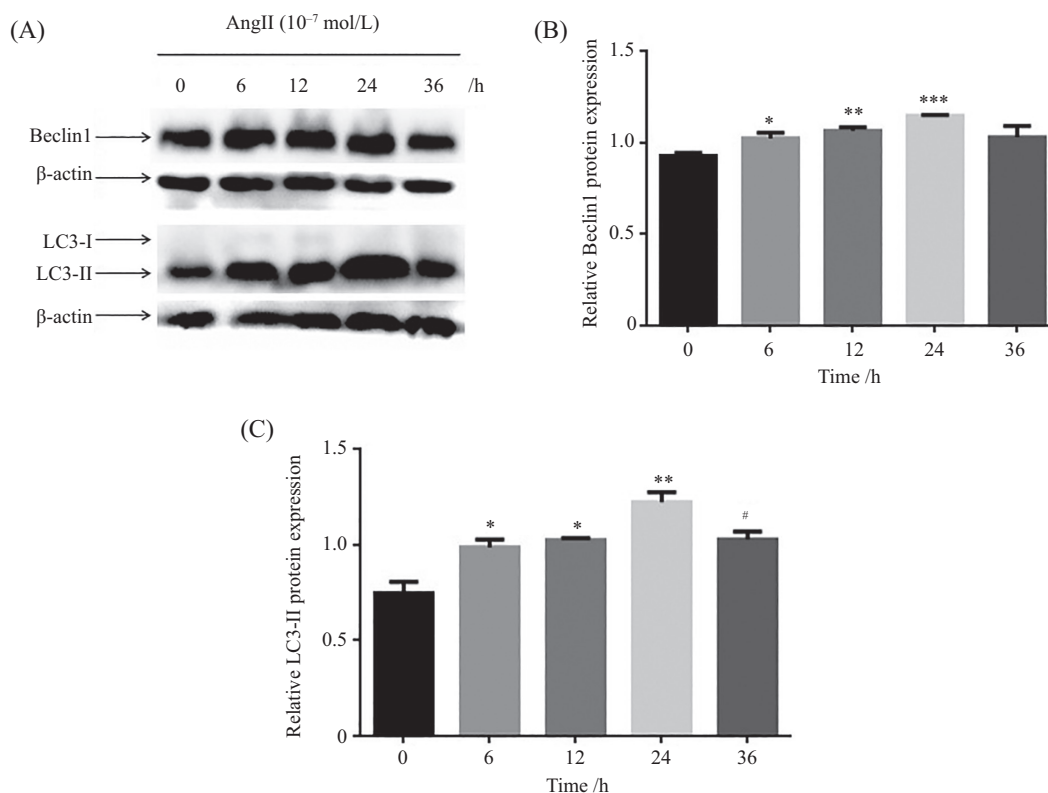 (A)
AngII (10⁻⁷ mol/L)
0 6 12 24 36 /h
Beclin1
β-actin
LC3-I
LC3-II
β-actin
(B)
Relative Beclin1 protein expression
1.5
1.0
0.5
0
* ** ***
0 6 12 24 36
Time /h
(C)
Relative LC3-II protein expression
1.5
1.0
0.5
0
* * ** #
0 6 12 24 36
Time /h